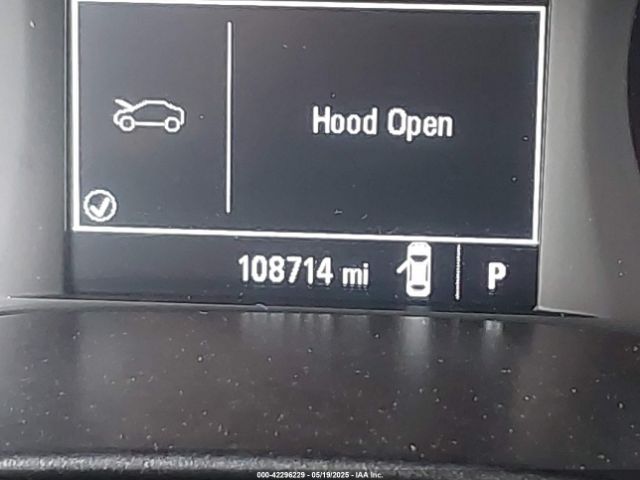 Hood Open
108714 mi P
000-42296229 - 05/19/2025 - IAA Inc.